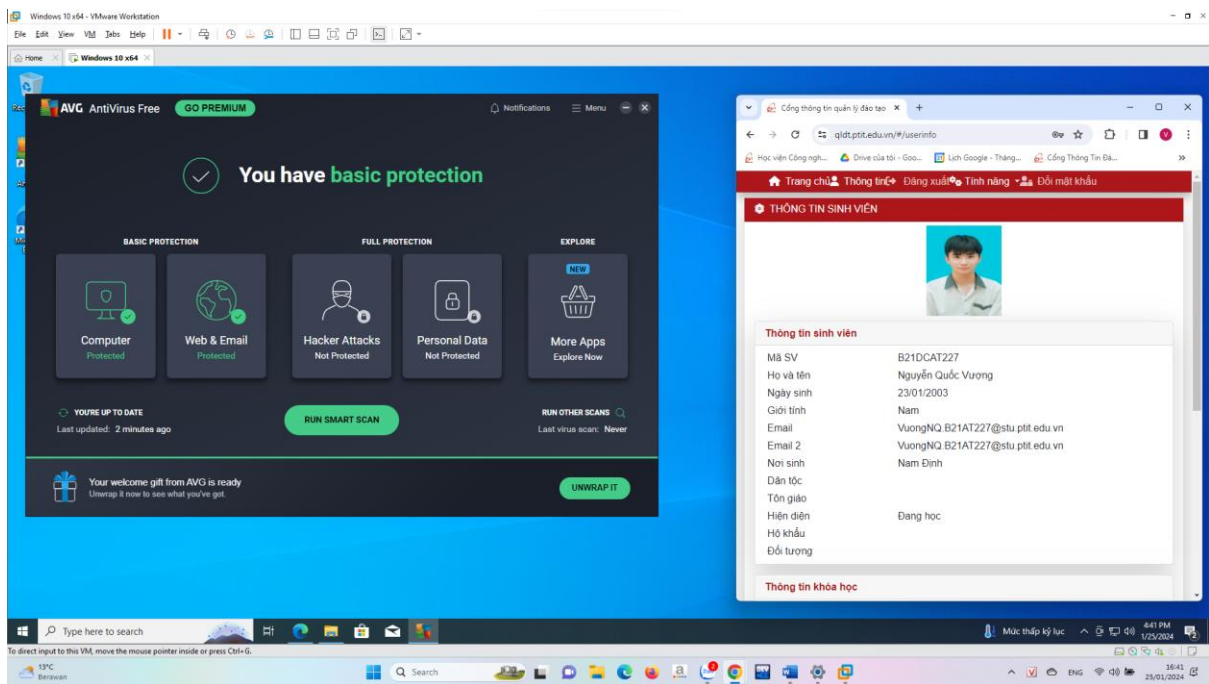 Windows 10 x64 - VMware Workstation
File Edit View VM Tabs Help
Home Windows 10 x64
AVG AntiVirus Free GO PREMIUM Notifications Menu
You have basic protection
BASIC PROTECTION FULL PROTECTION EXPLORE
NEW
Computer Web & Email Hacker Attacks Personal Data More Apps
Protected Protected Not Protected Not Protected Explore Now
YOU'RE UP TO DATE RUN SMART SCAN RUN OTHER SCANS
Last updated: 2 minutes ago Last virus scan: Never
Your welcome gift from AVG is ready
Unwrap it now to see what you've got.
UNWRAP IT
Cổng thông tin quản lý đào tạo
qldt.ptit.edu.vn/#/userinfo
V
Học viện Công ngh... Drive của tôi - Goo... Lịch Google - Tháng... Cổng Thông Tin Đà...
Trang chủ Thông tin Đăng xuất Tính năng Đổi mật khẩu
THÔNG TIN SINH VIÊN
Thông tin sinh viên
Mã SV B21DCAT227
Họ và tên Nguyễn Quốc Vượng
Ngày sinh 23/01/2003
Giới tính Nam
Email VuongNQ.B21AT227@stu.ptit.edu.vn
Email 2 VuongNQ.B21AT227@stu.ptit.edu.vn
Nơi sinh Nam Định
Dân tộc
Tôn giáo
Hiện diện Đang học
Hộ khẩu
Đối tượng
Thông tin khóa học
Type here to search Mức thấp kỷ lục 4:41 PM
1/25/2024
To direct input to this VM, move the mouse pointer inside or press Ctrl+G.
13°C Search ENG 16:41
Berawan 25/01/2024